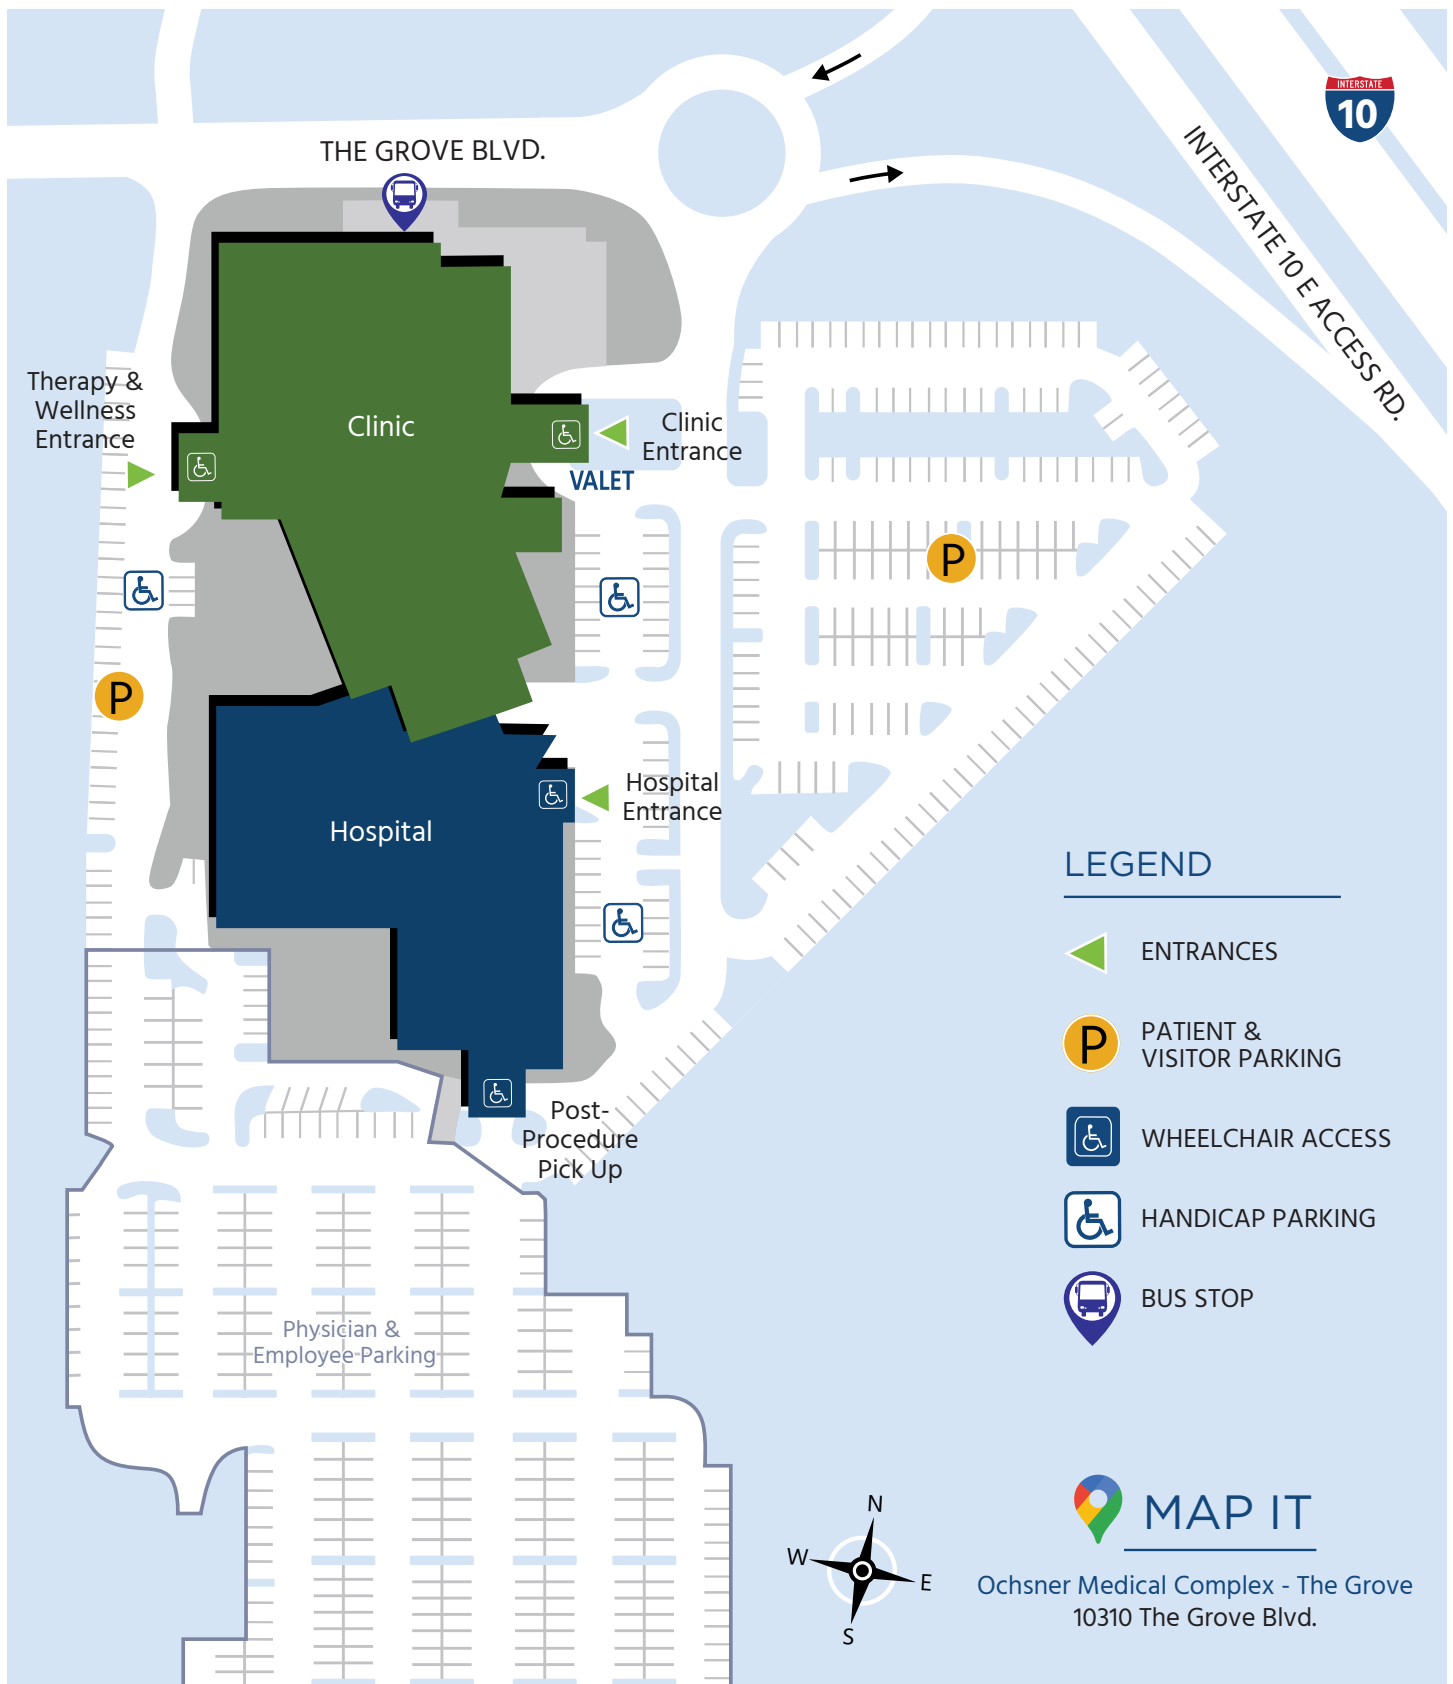 INTERSTATE
10
THE GROVE BLVD.
INTERSTATE 10 E ACCESS RD.
Therapy &
Wellness
Entrance
Clinic
Clinic
Entrance
VALET
P
P
Hospital
Entrance
Hospital
LEGEND
ENTRANCES
P
PATIENT &
VISITOR PARKING
WHEELCHAIR ACCESS
HANDICAP PARKING
BUS STOP
Post-
Procedure
Pick Up
Physician &
Employee Parking
N
W
E
S
MAP IT
Ochsner Medical Complex - The Grove
10310 The Grove Blvd.